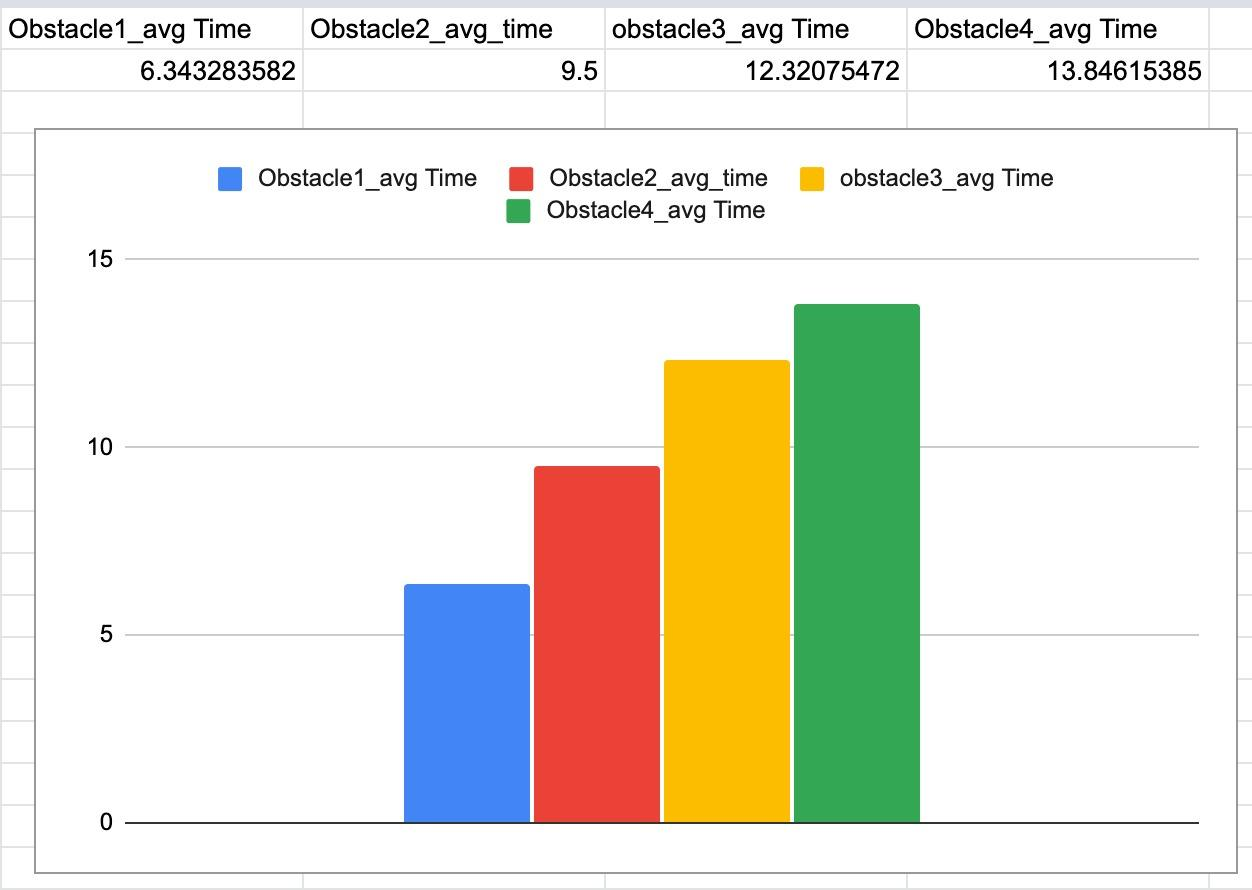 Obstacle1_avg Time Obstacle2_avg_time obstacle3_avg Time Obstacle4_avg Time
6.343283582 9.5 12.32075472 13.84615385
Obstacle1_avg Time Obstacle2_avg_time obstacle3_avg Time
Obstacle4_avg Time
15
10
5
0